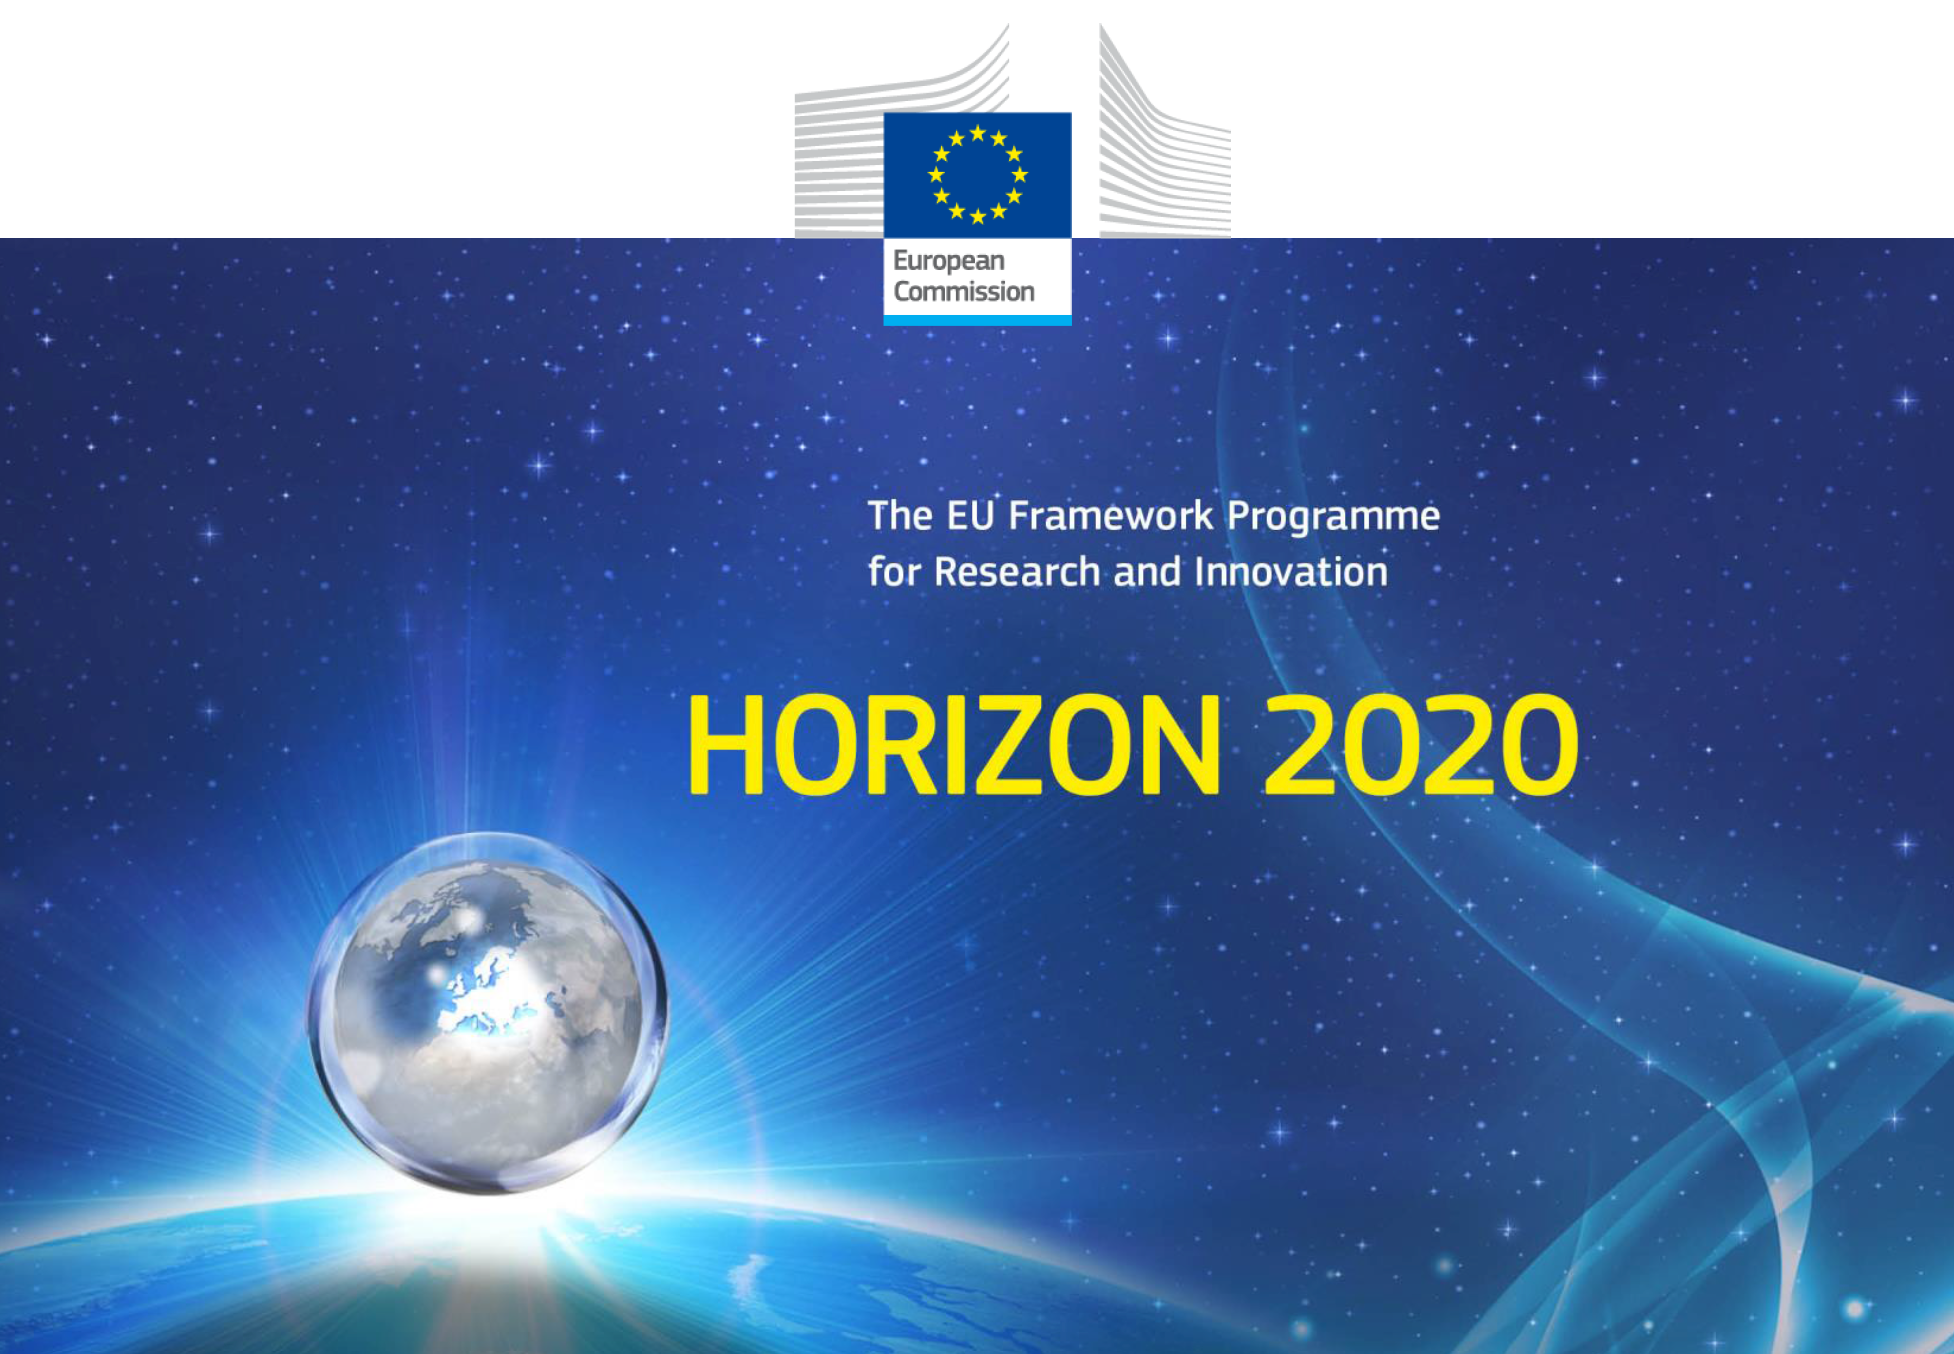 European
Commission
The EU Framework Programme
for Research and Innovation
HORIZON 2020